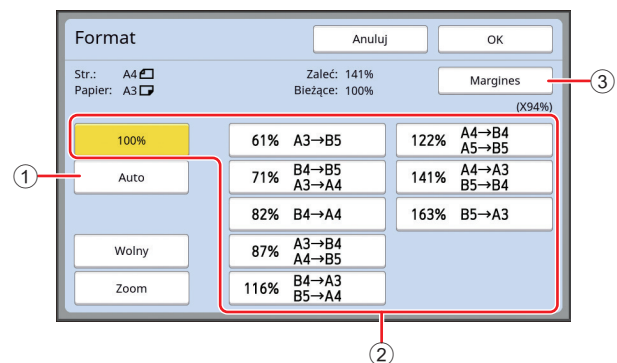 Format
Anuluj
OK
Str.: A4
Zaleć: 141%
Papier: A3
Bieżące: 100%
Margines
(X94%)
100%
Auto
Wolny
Zoom
61% A3→B5
71% B4→B5
A3→A4
82% B4→A4
87% A3→B4
A4→B5
116% B4→A3
B5→A4
122% A4→B4
A5→B5
141% A4→A3
B5→B4
163% B5→A3
1
2
3